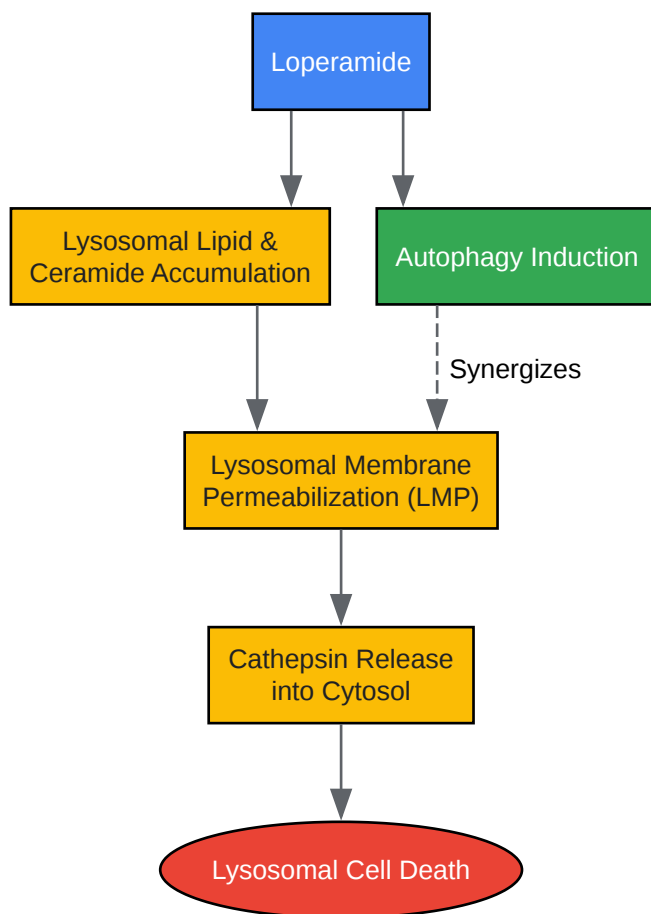 Loperamide
Lysosomal Lipid &
Ceramide Accumulation
Autophagy Induction
Synergizes
Lysosomal Membrane
Permeabilization (LMP)
Cathepsin Release
into Cytosol
Lysosomal Cell Death